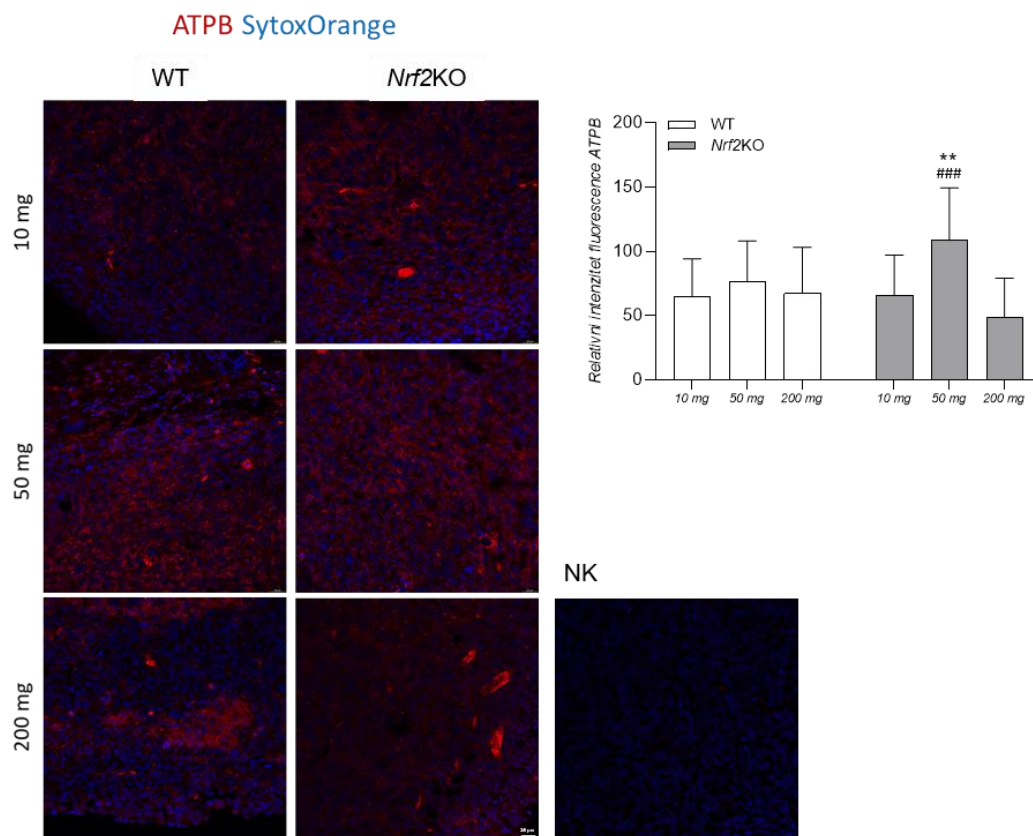 ATPB SytoxOrange
WT
Nrf2KO
10 mg
50 mg
200 mg
NK
Relativni intenzitet fluorescence ATPB
200
150
100
50
0
WT
Nrf2KO
**
###
10 mg 50 mg 200 mg 10 mg 50 mg 200 mg